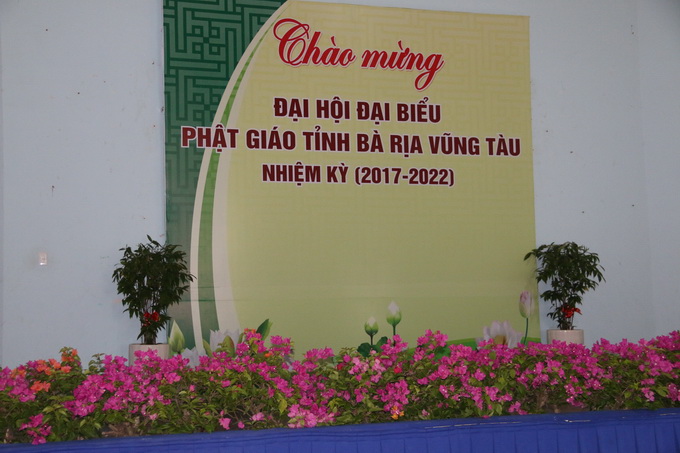 Chào mừng
ĐẠI HỘI ĐẠI BIỂU
PHẬT GIÁO TỈNH BÀ RỊA VŨNG TÀU
NHIỆM KỲ (2017-2022)